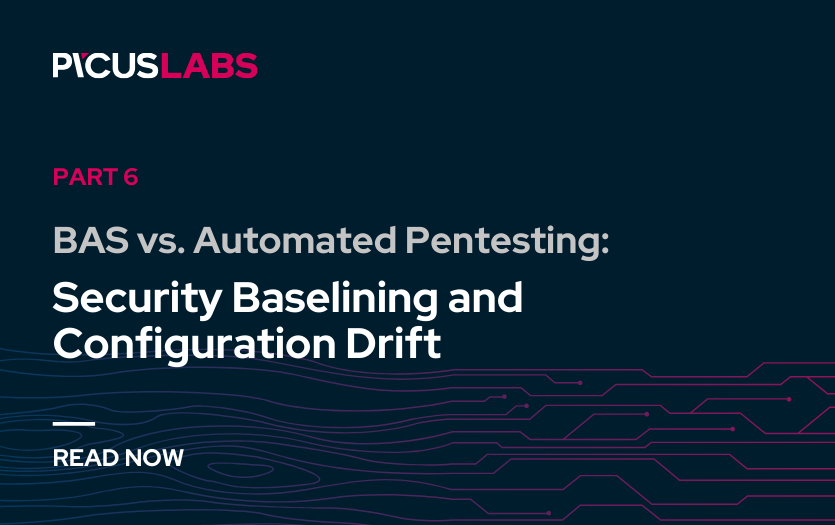 PICUSLABS
PART 6
BAS vs. Automated Pentesting:
Security Baselining and
Configuration Drift
READ NOW